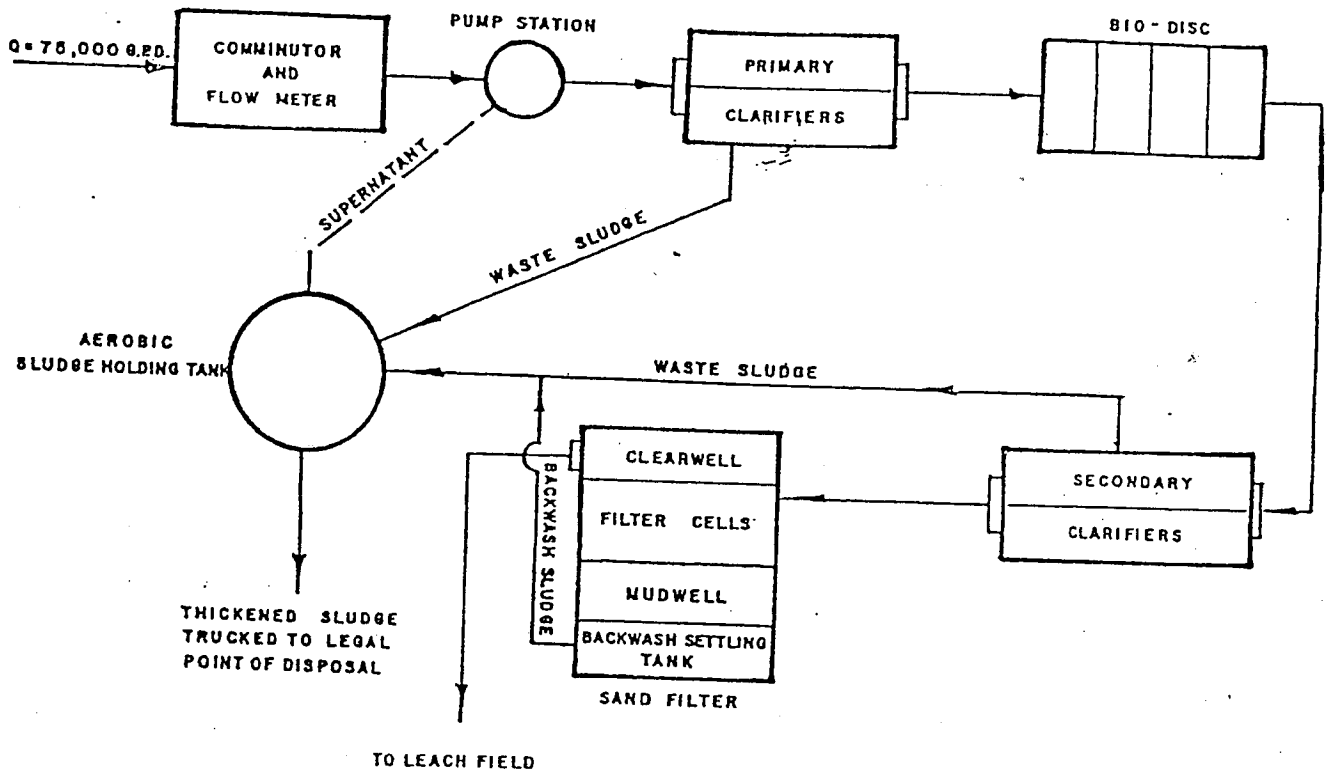 Q = 75,000 G.P.D.
COMMINUTOR
AND
FLOW METER
PUMP STATION
PRIMARY
CLARIFIERS
BIO-DISC
SUPERNATANT
WASTE SLUDGE
AEROBIC
SLUDGE HOLDING TANK
WASTE SLUDGE
SECONDARY
CLARIFIERS
CLEARWELL
FILTER CELLS
MUDWELL
BACKWASH SETTLING
TANK
SAND FILTER
BACKWASH SLUDGE
THICKENED SLUDGE
TRUCKED TO LEGAL
POINT OF DISPOSAL
TO LEACH FIELD